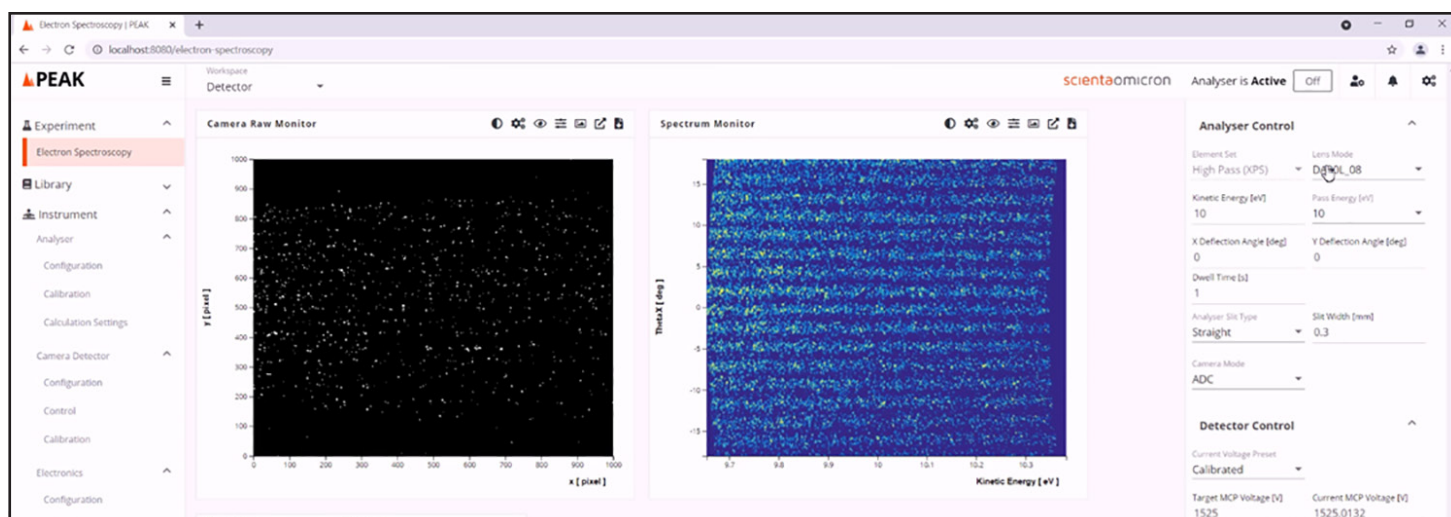 Electron Spectroscopy | PEAK
localhost:8080/electron-spectroscopy
PEAK
Workspace
Detector
scientaomicron
Analyser is Active
Off
Experiment
Electron Spectroscopy
Library
Instrument
Analyser
Configuration
Calibration
Calculation Settings
Camera Detector
Configuration
Control
Calibration
Electronics
Configuration
Camera Raw Monitor
1000
900
800
700
600
500
400
300
200
100
0
y [ pixel ]
0 100 200 300 400 500 600 700 800 900 1000
x [ pixel ]
Spectrum Monitor
15
10
5
0
-5
-10
-15
ThetaX [ deg ]
9.7 9.8 9.9 10 10.1 10.2 10.3
Kinetic Energy [ eV ]
Analyser Control
Element Set
High Pass (XPS)
Lens Mode
Kinetic Energy [eV]
10
Pass Energy [eV]
10
X Deflection Angle [deg]
0
Y Deflection Angle [deg]
0
Dwell Time [s]
1
Analyser Slit Type
Straight
Slit Width [mm]
0.3
Camera Mode
ADC
Detector Control
Current Voltage Preset
Calibrated
Target MCP Voltage [V]
1525
Current MCP Voltage [V]
1525.0132